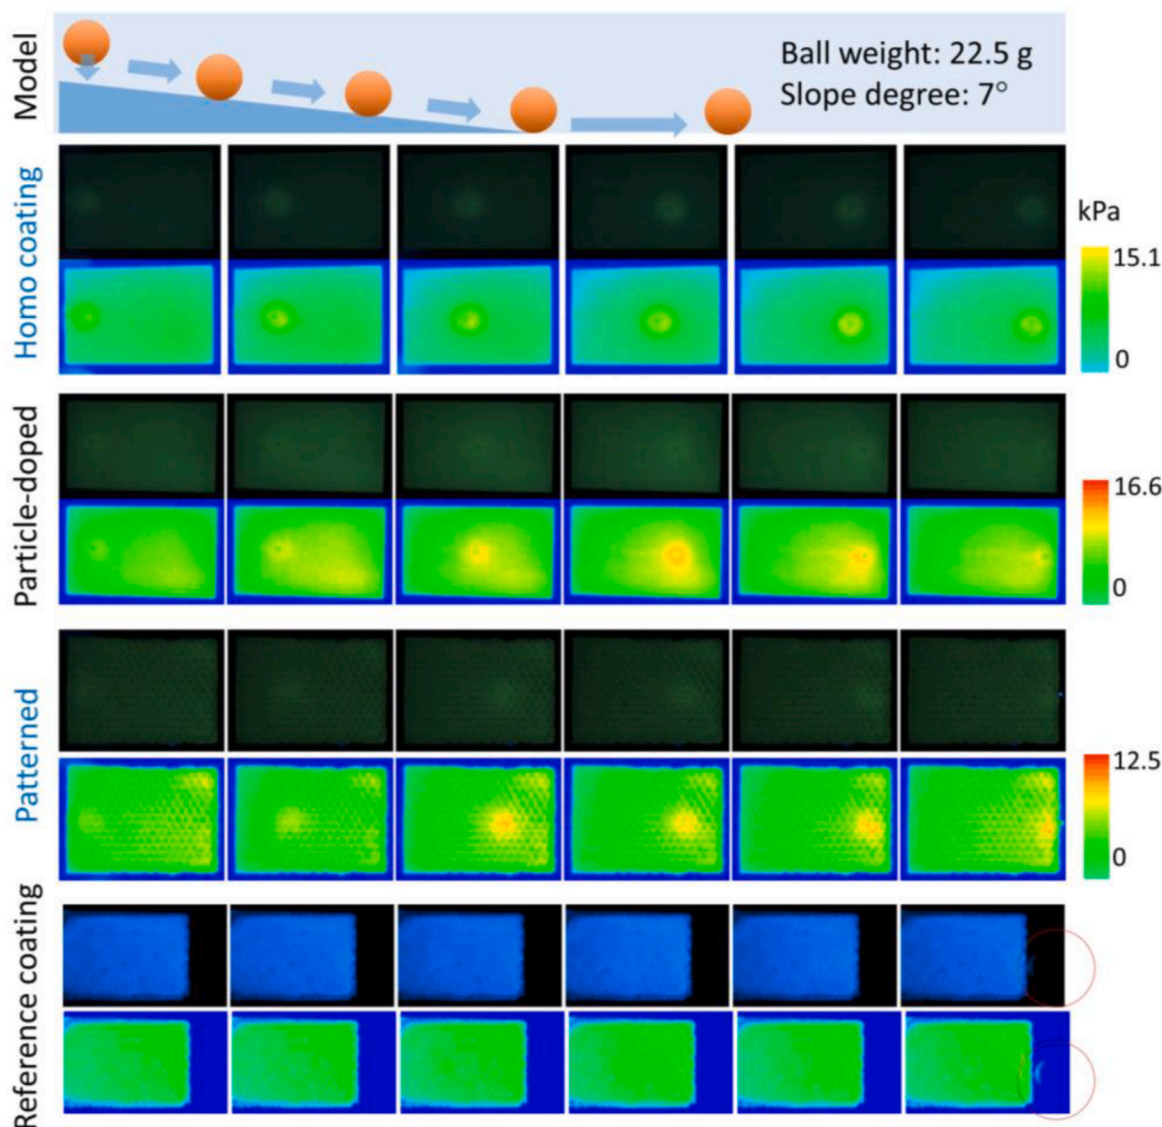 Model
Ball weight: 22.5 g
Slope degree: 7°
Homo coating
kPa
15.1
0
Particle-doped
16.6
0
Patterned
12.5
0
Reference coating